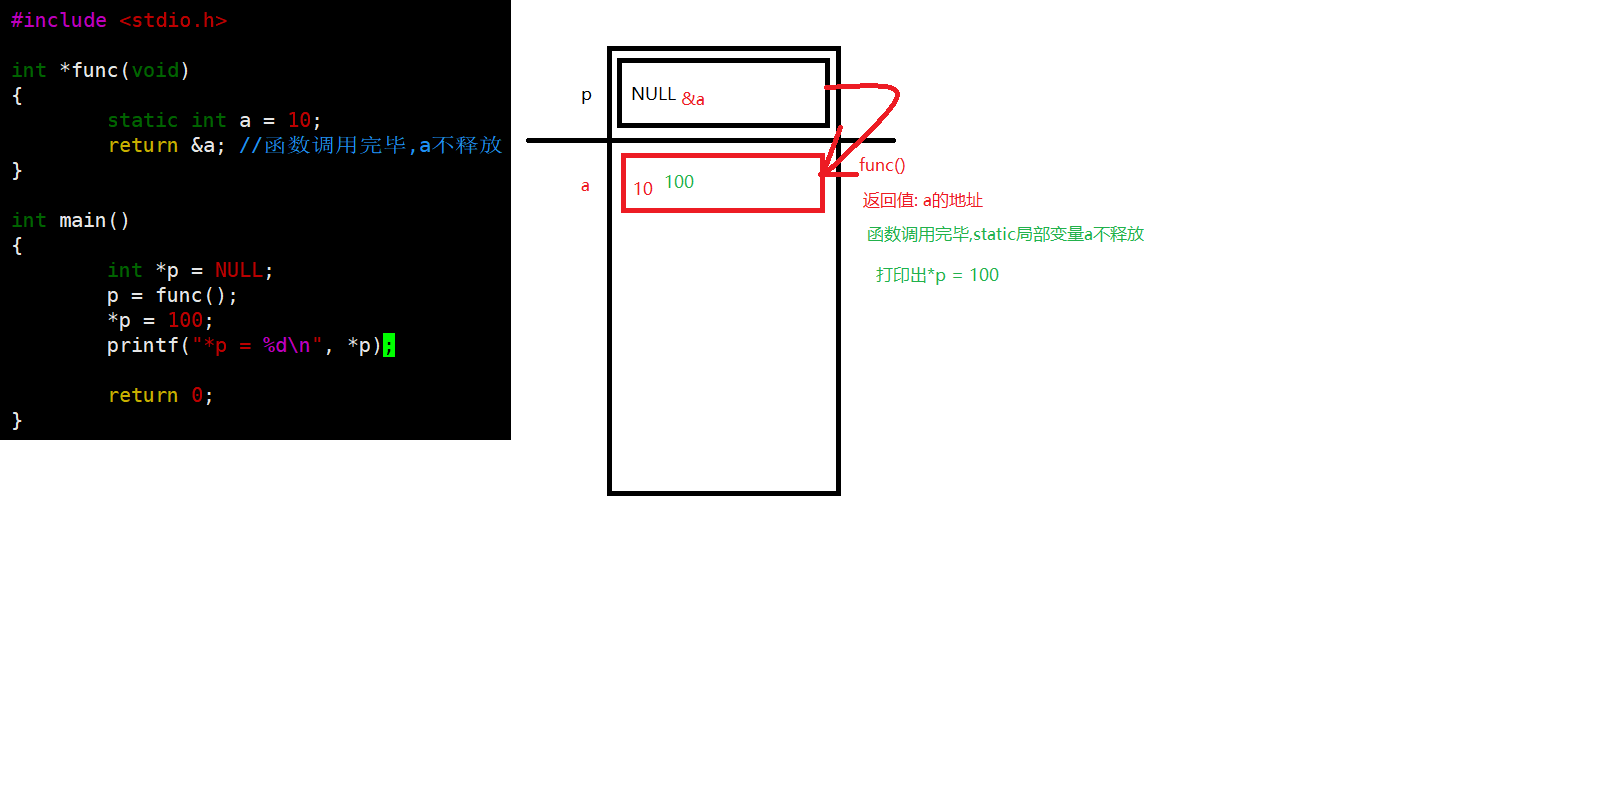 #include <stdio.h>
int *func(void)
{
static int a = 10;
return &a; //函数调用完毕,a不释放
}
int main()
{
int *p = NULL;
p = func();
*p = 100;
printf("*p = %d\n", *p);
return 0;
}
p
NULL &a
a
10 100
func()
返回值: a的地址
函数调用完毕,static局部变量a不释放
打印出*p = 100